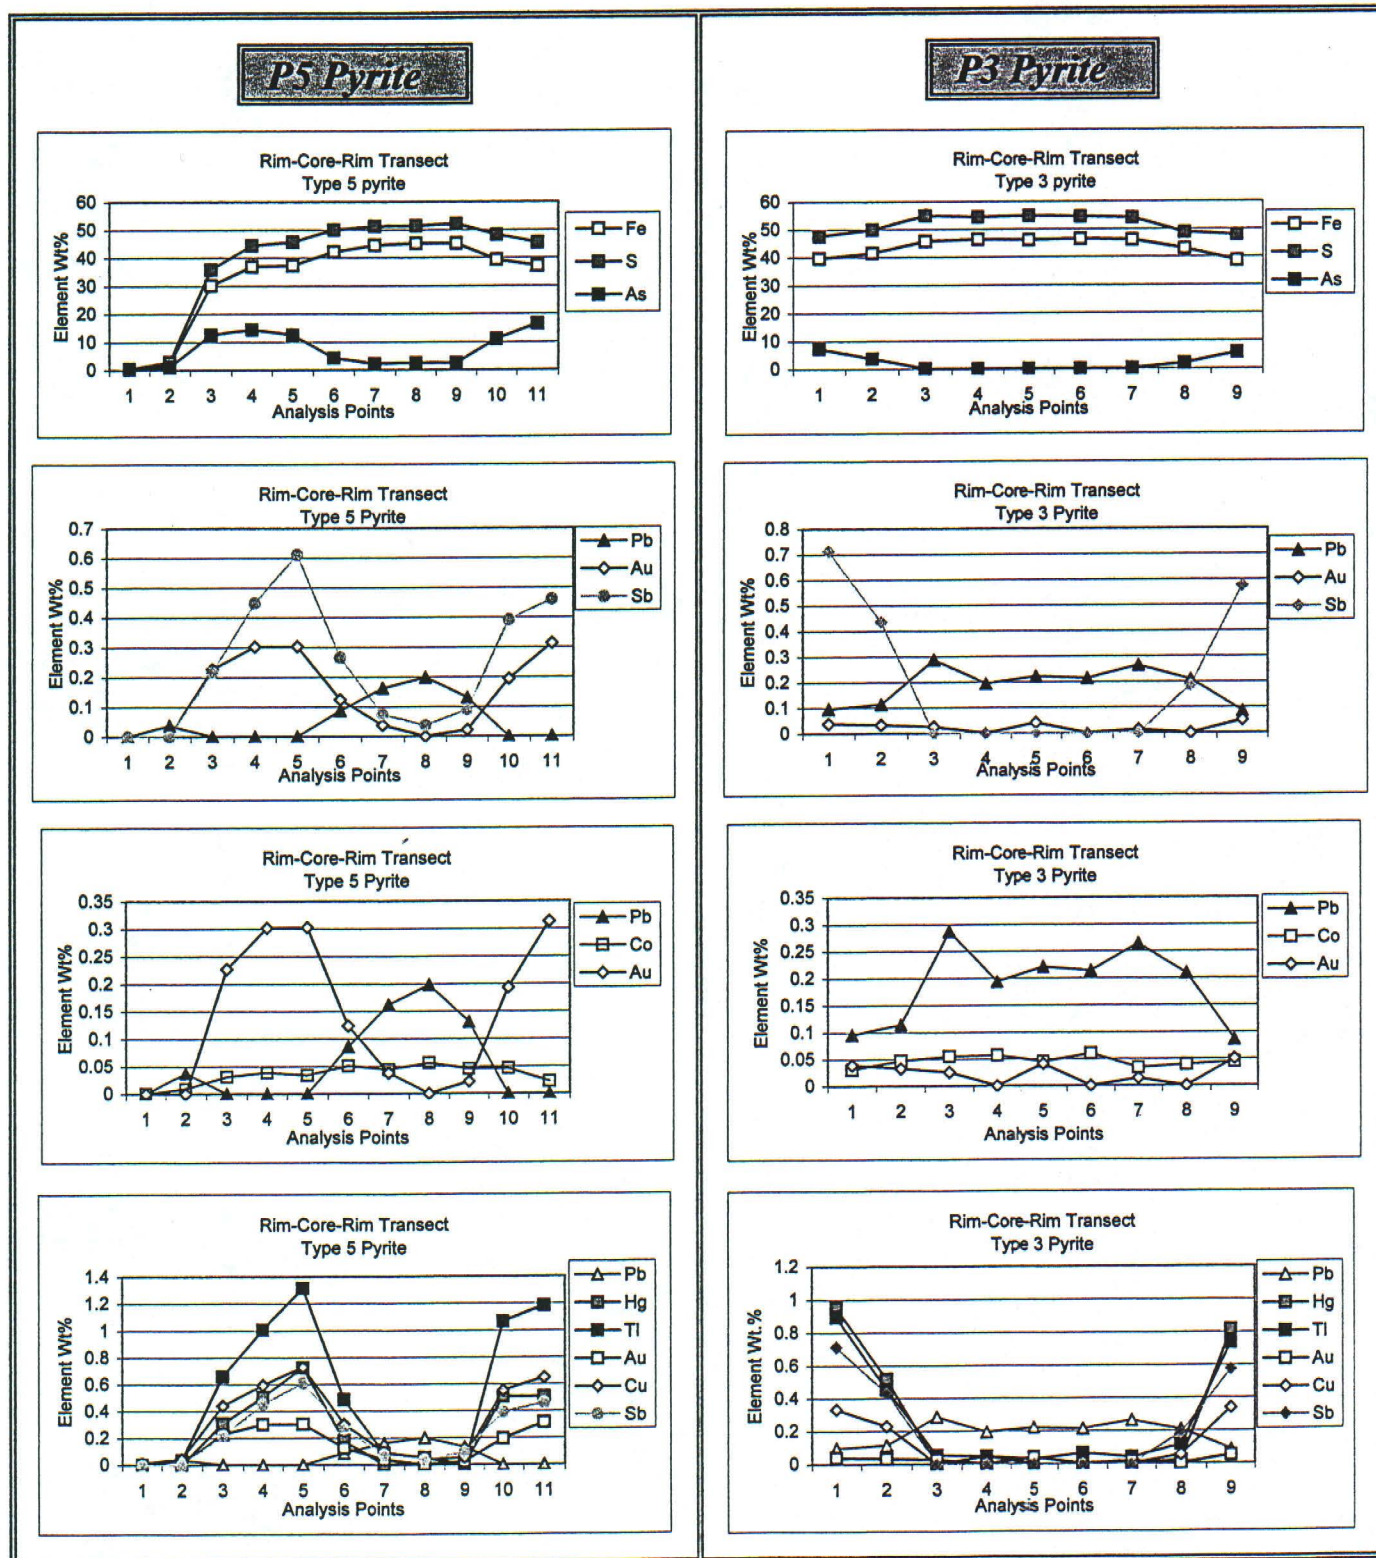 P5 Pyrite
Rim-Core-Rim Transect
Type 5 pyrite
Element Wt%
60
50
40
30
20
10
0
1 2 3 4 5 6 7 8 9 10 11
Analysis Points
Fe
S
As
Rim-Core-Rim Transect
Type 5 Pyrite
Element Wt%
0.7
0.6
0.5
0.4
0.3
0.2
0.1
0
1 2 3 4 5 6 7 8 9 10 11
Analysis Points
Pb
Au
Sb
Rim-Core-Rim Transect
Type 5 Pyrite
Element Wt%
0.35
0.3
0.25
0.2
0.15
0.1
0.05
0
1 2 3 4 5 6 7 8 9 10 11
Analysis Points
Pb
Co
Au
Rim-Core-Rim Transect
Type 5 Pyrite
Element Wt%
1.4
1.2
1
0.8
0.6
0.4
0.2
0
1 2 3 4 5 6 7 8 9 10 11
Analysis Points
Pb
Hg
Tl
Au
Cu
Sb
P3 Pyrite
Rim-Core-Rim Transect
Type 3 pyrite
Element Wt%
60
50
40
30
20
10
0
1 2 3 4 5 6 7 8 9
Analysis Points
Fe
S
As
Rim-Core-Rim Transect
Type 3 Pyrite
Element Wt%
0.8
0.7
0.6
0.5
0.4
0.3
0.2
0.1
0
1 2 3 4 5 6 7 8 9
Analysis Points
Pb
Au
Sb
Rim-Core-Rim Transect
Type 3 Pyrite
Element Wt%
0.35
0.3
0.25
0.2
0.15
0.1
0.05
0
1 2 3 4 5 6 7 8 9
Analysis Points
Pb
Co
Au
Rim-Core-Rim Transect
Type 3 Pyrite
Element Wt.%
1.2
1
0.8
0.6
0.4
0.2
0
1 2 3 4 5 6 7 8 9
Analysis Points
Pb
Hg
Tl
Au
Cu
Sb